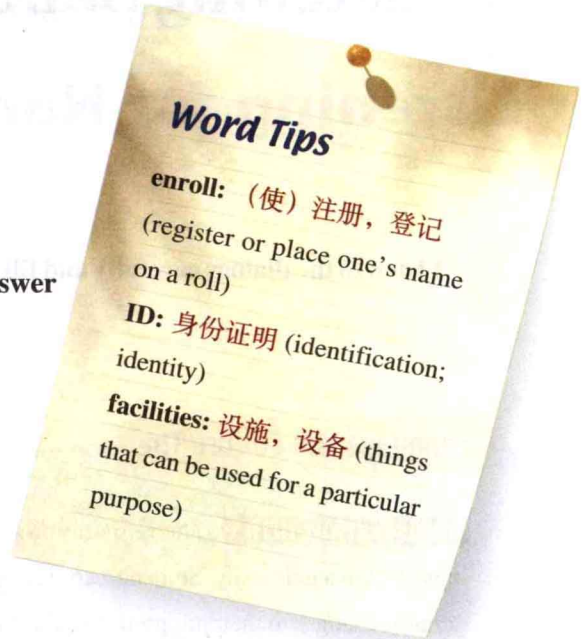 Word Tips
enroll: （使）注册，登记
(register or place one's name
on a roll)
swer
ID: 身份证明 (identification;
identity)
facilities: 设施，设备 (things
that can be used for a particular
purpose)